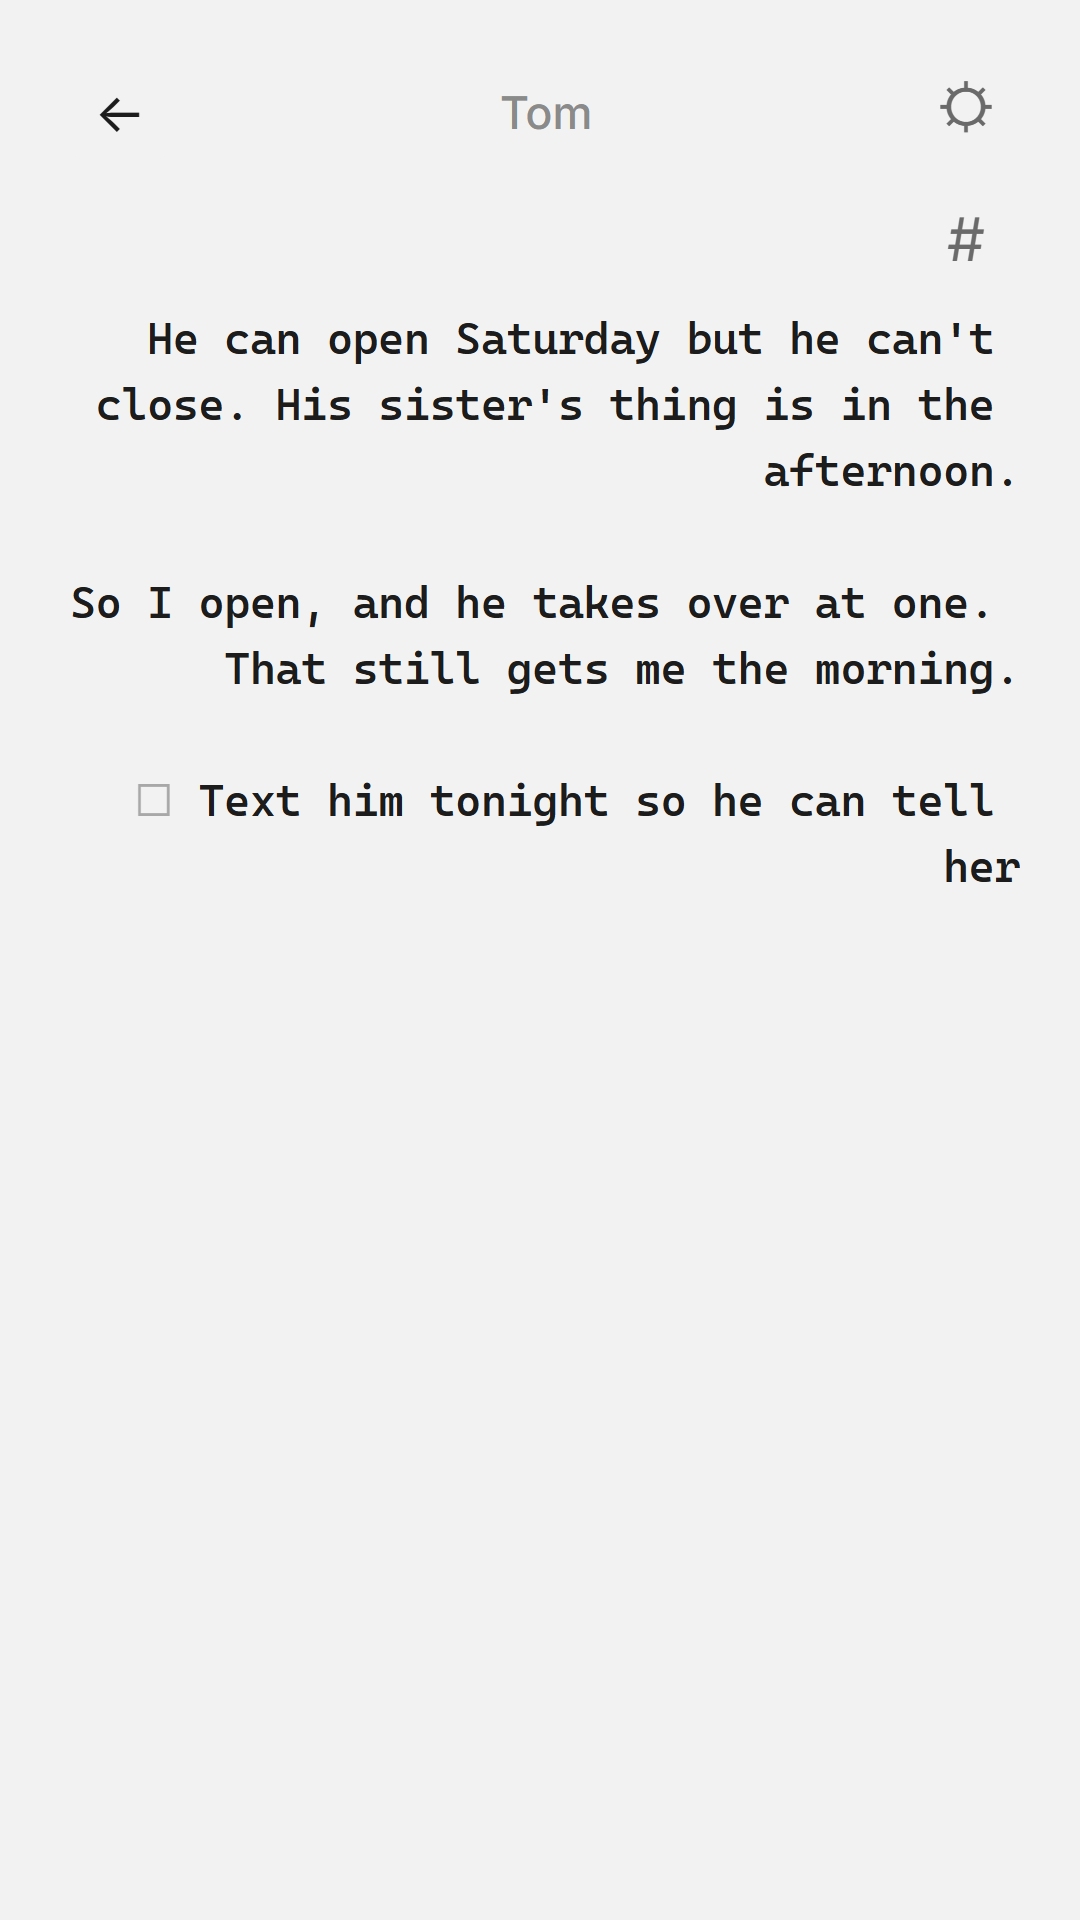 Tom
#
He can open Saturday but he can't
close. His sister's thing is in the
afternoon.
So I open, and he takes over at one.
That still gets me the morning.
☐ Text him tonight so he can tell
her